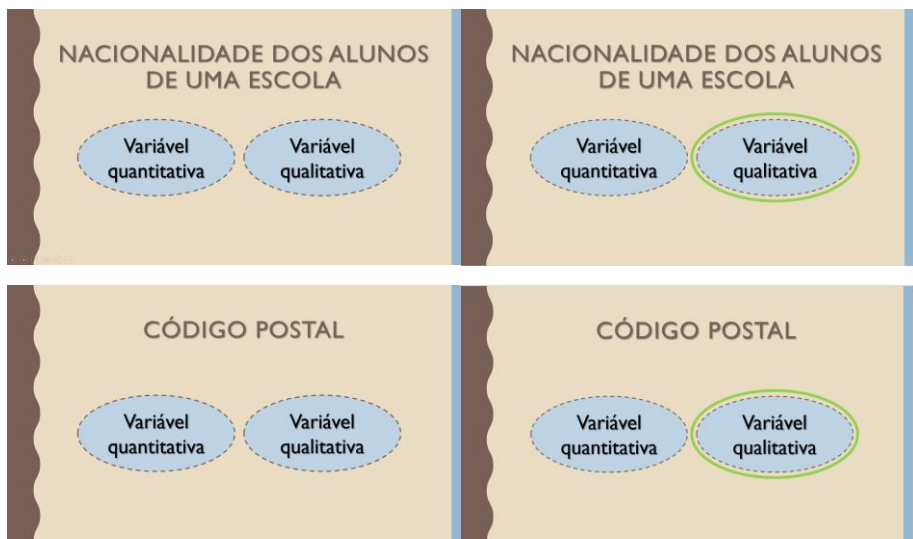 NACIONALIDADE DOS ALUNOS
DE UMA ESCOLA
Variável
quantitativa
Variável
qualitativa
NACIONALIDADE DOS ALUNOS
DE UMA ESCOLA
Variável
quantitativa
Variável
qualitativa
CÓDIGO POSTAL
Variável
quantitativa
Variável
qualitativa
CÓDIGO POSTAL
Variável
quantitativa
Variável
qualitativa